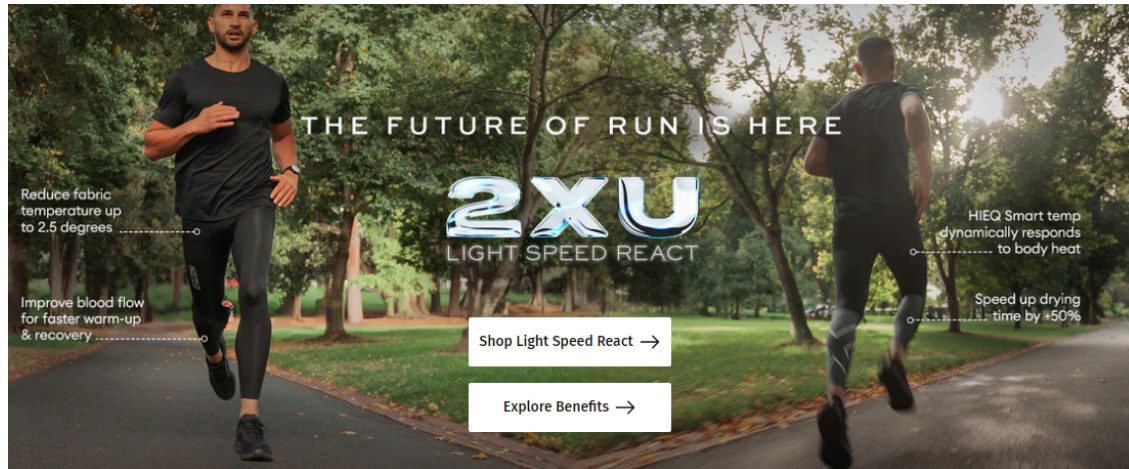 THE FUTURE OF RUN IS HERE
2XU
LIGHT SPEED REACT
Reduce fabric
temperature up
to 2.5 degrees
Improve blood flow
for faster warm-up
& recovery
HIEQ Smart temp
dynamically responds
to body heat
Speed up drying
time by +50%
Shop Light Speed React →
Explore Benefits →